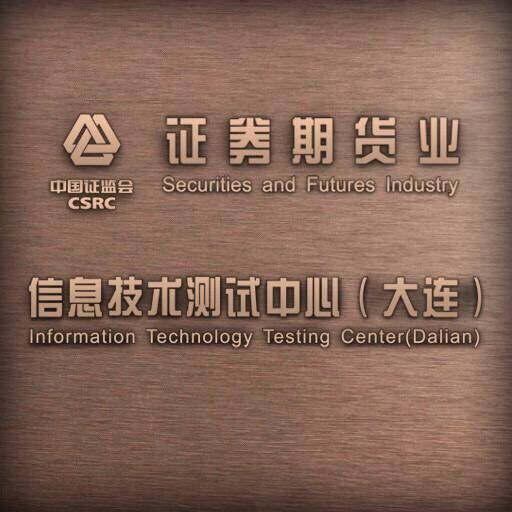 中国证监会
CSRC
证券期货业
Securities and Futures Industry
信息技术测试中心（大连）
Information Technology Testing Center(Dalian)